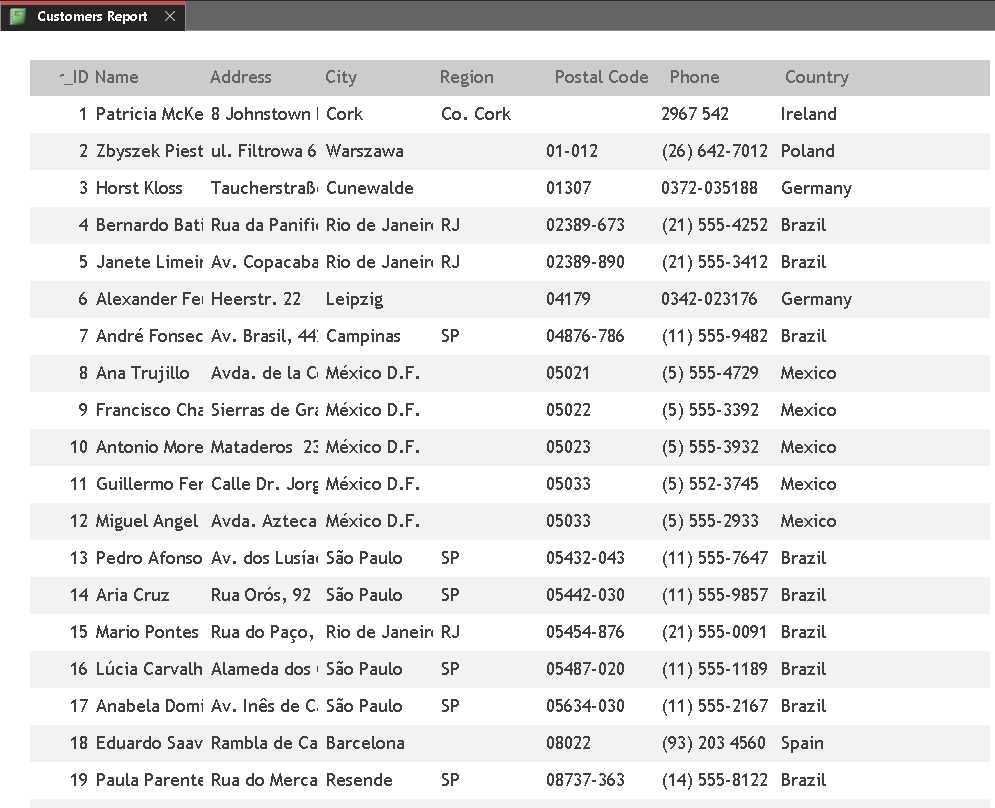 Customers Report
_ID Name Address City Region Postal Code Phone Country
1 Patricia McKe 8 Johnstown Cork Co. Cork 2967 542 Ireland
2 Zbyszek Piest ul. Filtrowa 6 Warszawa 01-012 (26) 642-7012 Poland
3 Horst Kloss Taucherstraß Cunewalde 01307 0372-035188 Germany
4 Bernardo Bati Rua da Panifi Rio de Janeir RJ 02389-673 (21) 555-4252 Brazil
5 Janete Limeir Av. Copacaba Rio de Janeir RJ 02389-890 (21) 555-3412 Brazil
6 Alexander Fe Heerstr. 22 Leipzig 04179 0342-023176 Germany
7 André Fonsec Av. Brasil, 44 Campinas SP 04876-786 (11) 555-9482 Brazil
8 Ana Trujillo Avda. de la C México D.F. 05021 (5) 555-4729 Mexico
9 Francisco Cha Sierras de Gra México D.F. 05022 (5) 555-3392 Mexico
10 Antonio More Mataderos 23 México D.F. 05023 (5) 555-3932 Mexico
11 Guillermo Fer Calle Dr. Jorg México D.F. 05033 (5) 552-3745 Mexico
12 Miguel Angel Avda. Azteca México D.F. 05033 (5) 555-2933 Mexico
13 Pedro Afonso Av. dos Lusía São Paulo SP 05432-043 (11) 555-7647 Brazil
14 Aria Cruz Rua Orós, 92 São Paulo SP 05442-030 (11) 555-9857 Brazil
15 Mario Pontes Rua do Paço, Rio de Janeir RJ 05454-876 (21) 555-0091 Brazil
16 Lúcia Carvalh Alameda dos São Paulo SP 05487-020 (11) 555-1189 Brazil
17 Anabela Domi Av. Inês de C São Paulo SP 05634-030 (11) 555-2167 Brazil
18 Eduardo Saav Rambla de Ca Barcelona 08022 (93) 203 4560 Spain
19 Paula Parente Rua do Merca Resende SP 08737-363 (14) 555-8122 Brazil